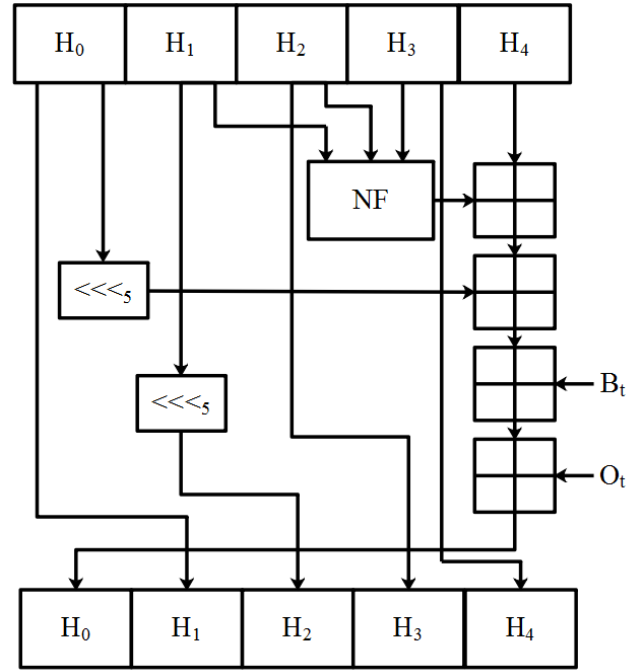 H₀ H₁ H₂ H₃ H₄
NF
<<<₅
<<<₅
Bₜ
Oₜ
H₀ H₁ H₂ H₃ H₄